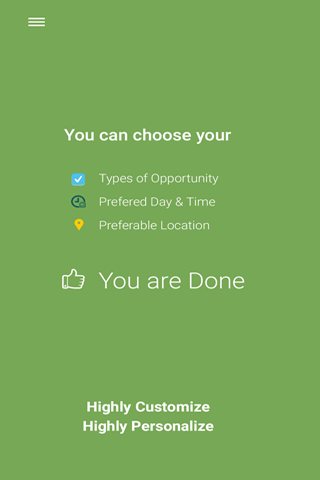 You can choose your
Types of Opportunity
Prefered Day & Time
Preferable Location
You are Done
Highly Customize
Highly Personalize